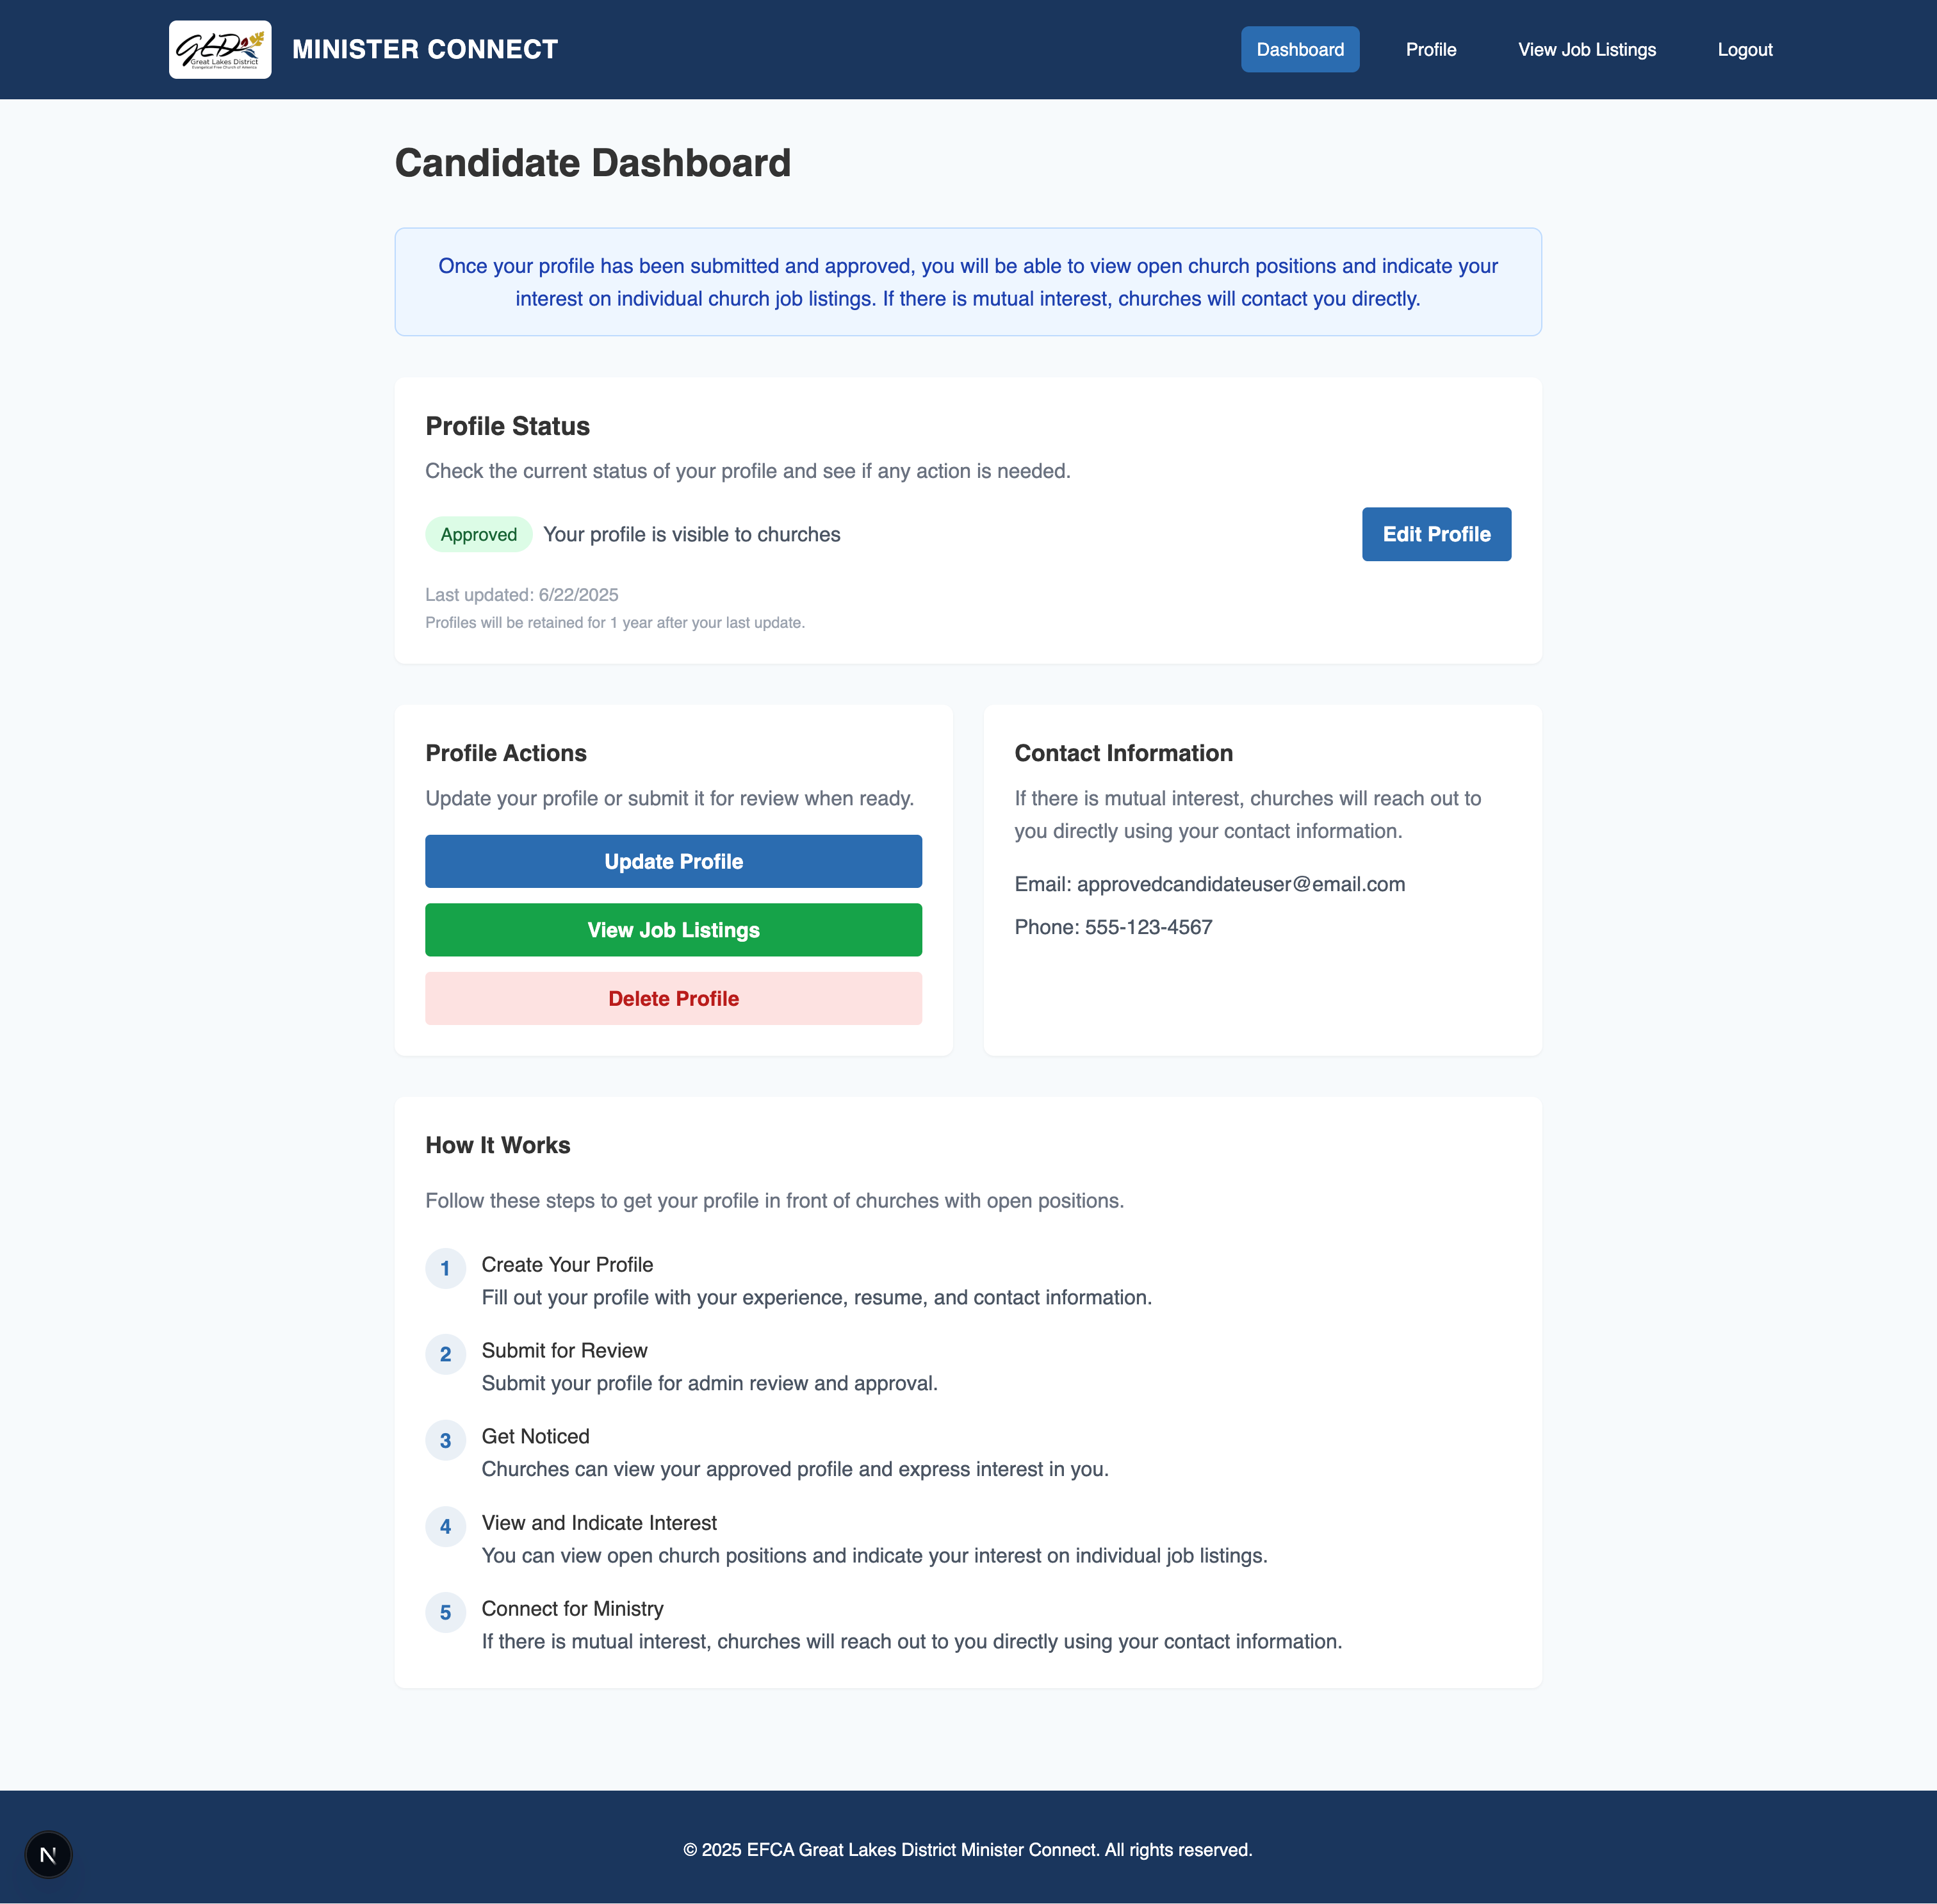 GLD
Great Lakes District
Evangelical Free Church of America
MINISTER CONNECT
Dashboard
Profile
View Job Listings
Logout
Candidate Dashboard
Once your profile has been submitted and approved, you will be able to view open church positions and indicate your
interest on individual church job listings. If there is mutual interest, churches will contact you directly.
Profile Status
Check the current status of your profile and see if any action is needed.
Approved
Your profile is visible to churches
Edit Profile
Last updated: 6/22/2025
Profiles will be retained for 1 year after your last update.
Profile Actions
Update your profile or submit it for review when ready.
Update Profile
View Job Listings
Delete Profile
Contact Information
If there is mutual interest, churches will reach out to
you directly using your contact information.
Email: approvedcandidateuser@email.com
Phone: 555-123-4567
How It Works
Follow these steps to get your profile in front of churches with open positions.
1
Create Your Profile
Fill out your profile with your experience, resume, and contact information.
2
Submit for Review
Submit your profile for admin review and approval.
3
Get Noticed
Churches can view your approved profile and express interest in you.
4
View and Indicate Interest
You can view open church positions and indicate your interest on individual job listings.
5
Connect for Ministry
If there is mutual interest, churches will reach out to you directly using your contact information.
N
© 2025 EFCA Great Lakes District Minister Connect. All rights reserved.